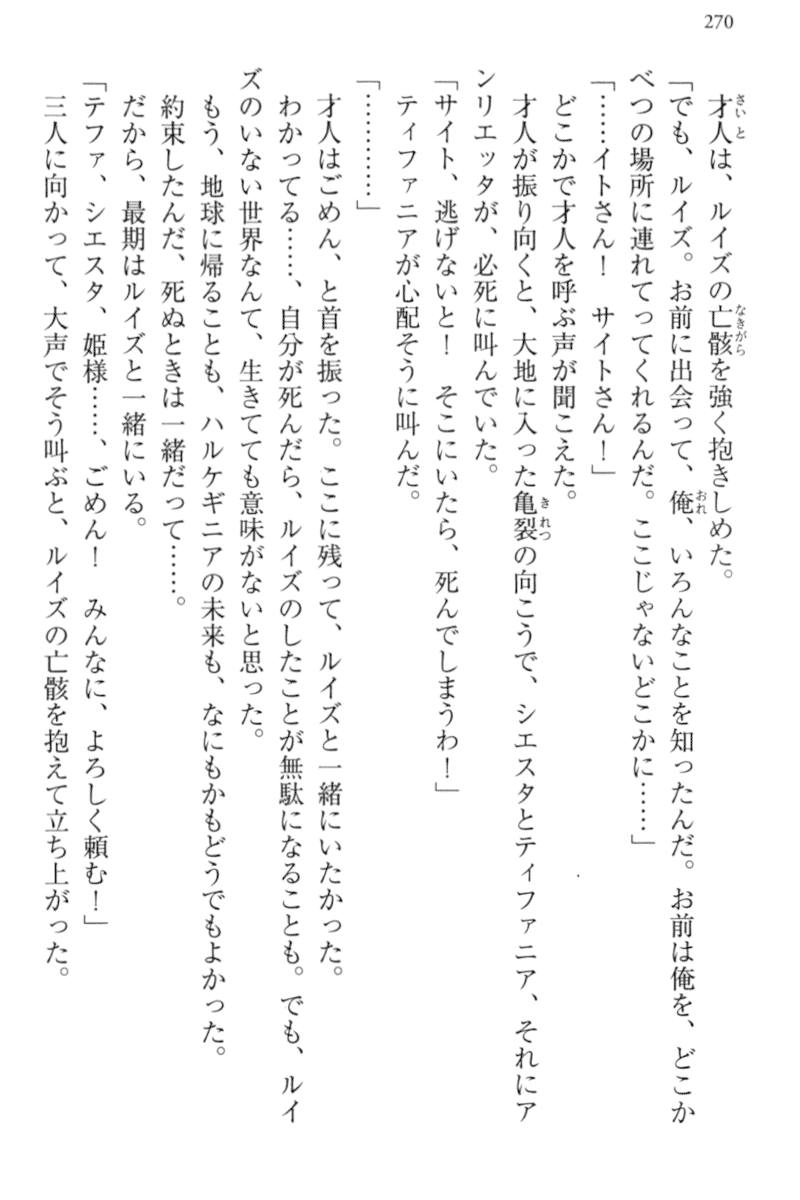 270
才人は、ルイズの亡骸を強く抱きしめた。
「でも、ルイズ。お前に出会って、俺、いろんなことを知ったんだ。お前は俺を、どこか
べつの場所に連れてってくれるんだ。ここじゃないどこかに……」
「……イトさん！　サイトさん！」
どこかで才人を呼ぶ声が聞こえた。
才人が振り向くと、大地に入った亀裂の向こうで、シエスタとティファニア、それにア
ンリエッタが、必死に叫んでいた。
「サイト、逃げないと！　そこにいたら、死んでしまうわ！」
ティファニアが心配そうに叫んだ。
「…………」
才人はごめん、と首を振った。ここに残って、ルイズと一緒にいたかった。
わかってる……、自分が死んだら、ルイズのしたことが無駄になることも。でも、ルイ
ズのいない世界なんて、生きてても意味がないと思った。
もう、地球に帰ることも、ハルケギニアの未来も、なにもかもどうでもよかった。
約束したんだ、死ぬときは一緒だって……。
だから、最期はルイズと一緒にいる。
「テファ、シエスタ、姫様……、ごめん！　みんなに、よろしく頼む！」
三人に向かって、大声でそう叫ぶと、ルイズの亡骸を抱えて立ち上がった。